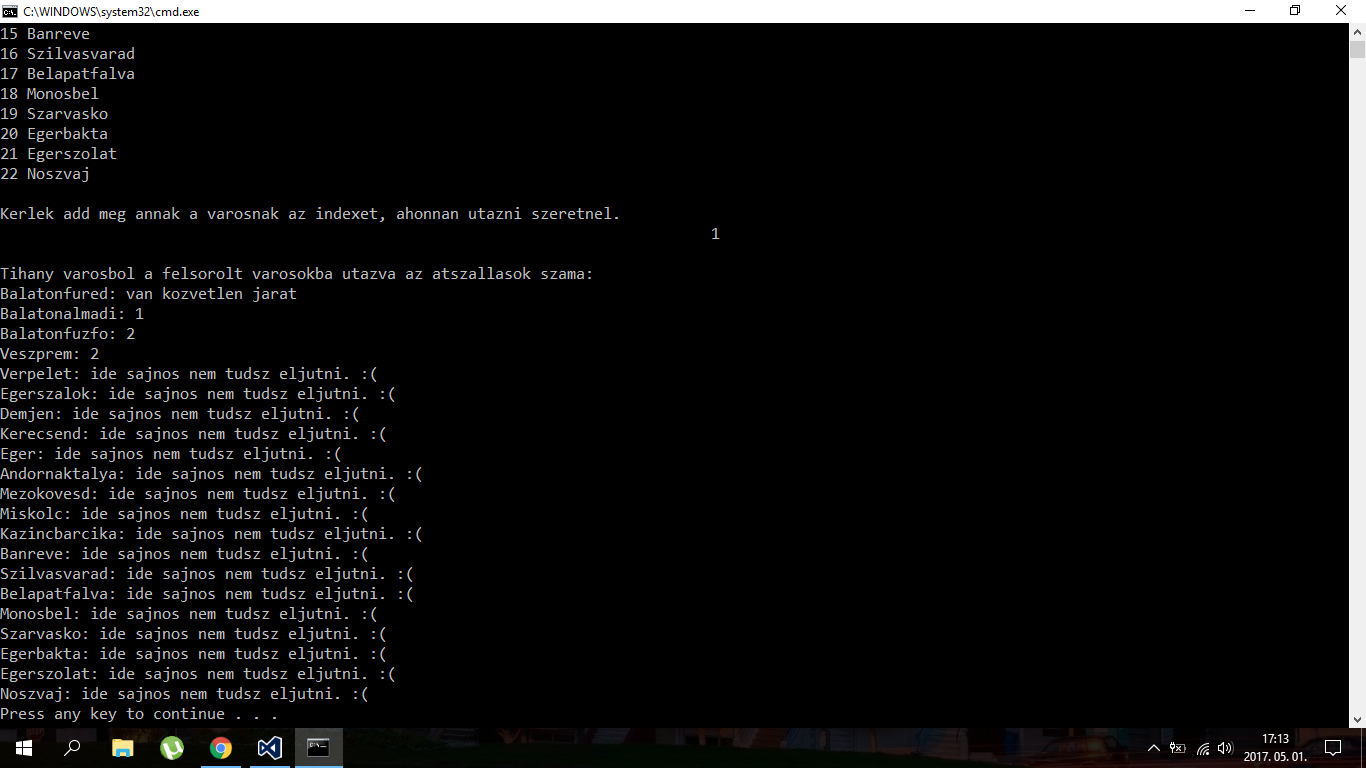 C:\WINDOWS\system32\cmd.exe
15 Banreve
16 Szilvasvarad
17 Belapatfalva
18 Monosbel
19 Szarvasko
20 Egerbakta
21 Egerszolat
22 Noszvaj
Kerlek add meg annak a varosnak az indexet, ahonnan utazni szeretnel.
1
Tihany varosbol a felsorolt varosokba utazva az atszallasok szama:
Balatonfured: van kozvetlen jarat
Balatonalmadi: 1
Balatonfuzfo: 2
Veszprem: 2
Verpelet: ide sajnos nem tudsz eljutni. :(
Egerszalok: ide sajnos nem tudsz eljutni. :(
Demjen: ide sajnos nem tudsz eljutni. :(
Kerecsend: ide sajnos nem tudsz eljutni. :(
Eger: ide sajnos nem tudsz eljutni. :(
Andornaktalya: ide sajnos nem tudsz eljutni. :(
Mezokovesd: ide sajnos nem tudsz eljutni. :(
Miskolc: ide sajnos nem tudsz eljutni. :(
Kazincbarcika: ide sajnos nem tudsz eljutni. :(
Banreve: ide sajnos nem tudsz eljutni. :(
Szilvasvarad: ide sajnos nem tudsz eljutni. :(
Belapatfalva: ide sajnos nem tudsz eljutni. :(
Monosbel: ide sajnos nem tudsz eljutni. :(
Szarvasko: ide sajnos nem tudsz eljutni. :(
Egerbakta: ide sajnos nem tudsz eljutni. :(
Egerszolat: ide sajnos nem tudsz eljutni. :(
Noszvaj: ide sajnos nem tudsz eljutni. :(
Press any key to continue . . .
17:13
2017. 05. 01.